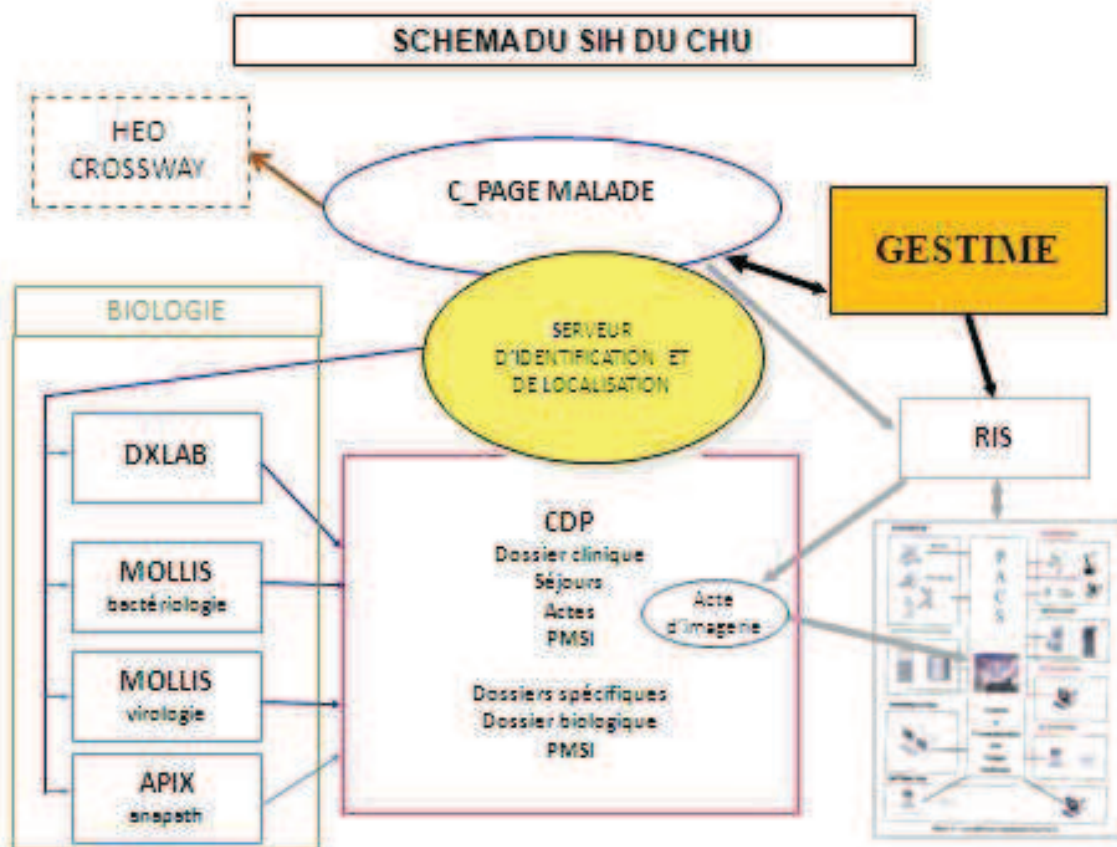 SCHEMA DU SIH DU CHU
HEO
CROSSWAY
C_PAGE MALADE
GESTIME
BIOLOGIE
SERVEUR
D'IDENTIFICATION ET
DE LOCALISATION
DXLAB
RIS
MOLLIS
bactériologie
MOLLIS
virologie
APIX
anapath
CDP
Dossier clinique
Séjours
Actes
PMSI
Acte
d'imagerie
Dossiers spécifiques
Dossier biologique
PMSI
P
A
C
S